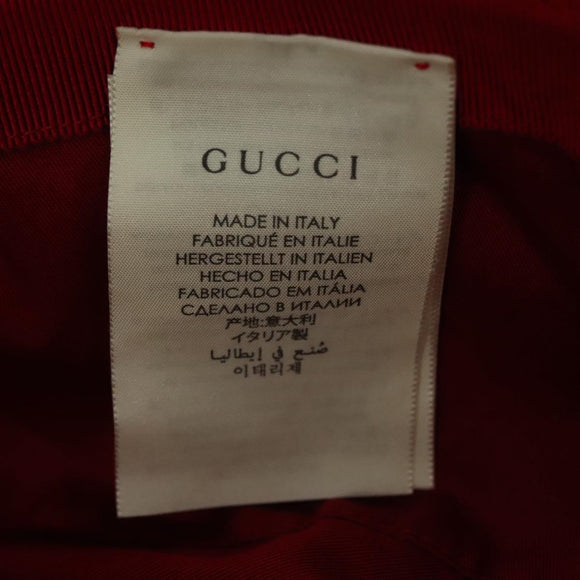 GUCCI
MADE IN ITALY
FABRIQUÉ EN ITALIE
HERGESTELLT IN ITALIEN
HECHO EN ITALIA
FABRICADO EM ITÁLIA
СДЕЛАНО В ИТАЛИИ
产地:意大利
イタリア製
صُنع في إيطاليا
이태리제